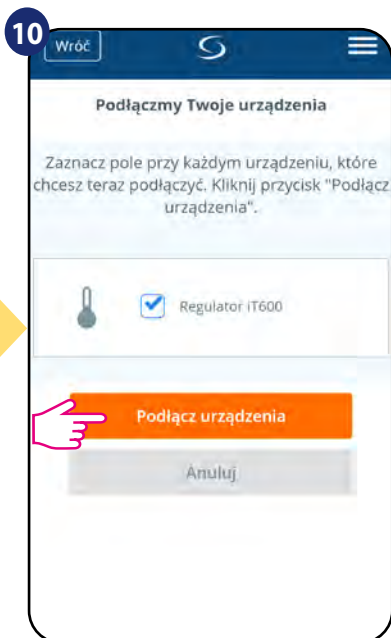 10
Wróć
Podłączmy Twoje urządzenia
Zaznacz pole przy każdym urządzeniu, które
chcesz teraz podłączyć. Kliknij przycisk "Podłącz
urządzenia".
Regulator iT600
Podłącz urządzenia
Anuluj